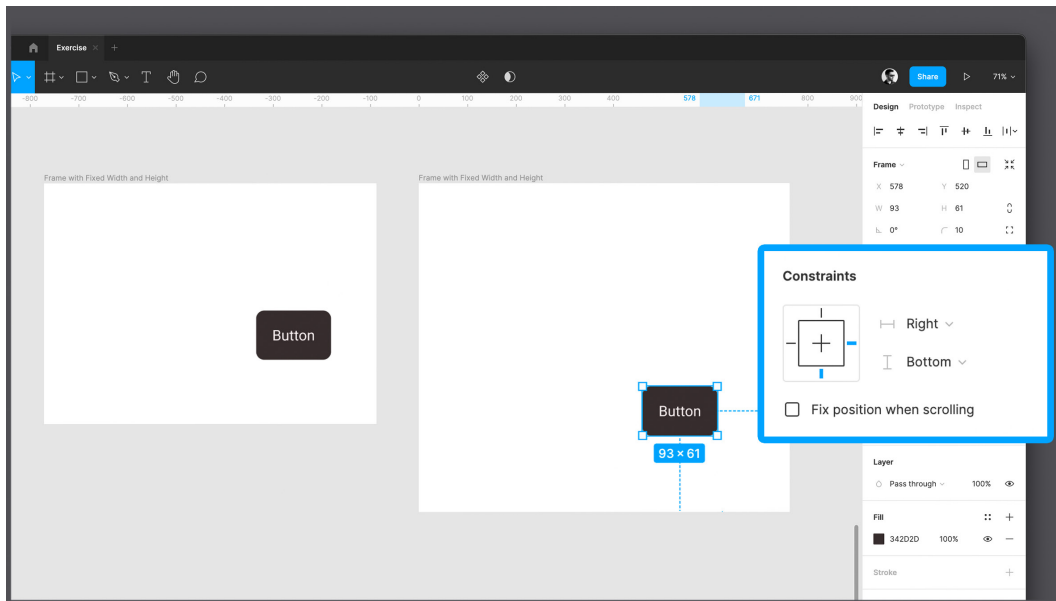 Exercise
Share
71%
-800 -700 -600 -500 -400 -300 -200 -100 0 100 200 300 400 578 671 800 900
Design Prototype Inspect
Frame
X 578 Y 520
W 93 H 61
0° 10
Frame with Fixed Width and Height
Frame with Fixed Width and Height
Button
Button
93 × 61
Constraints
Right
Bottom
Fix position when scrolling
Layer
Pass through 100%
Fill
342D2D 100%
Stroke